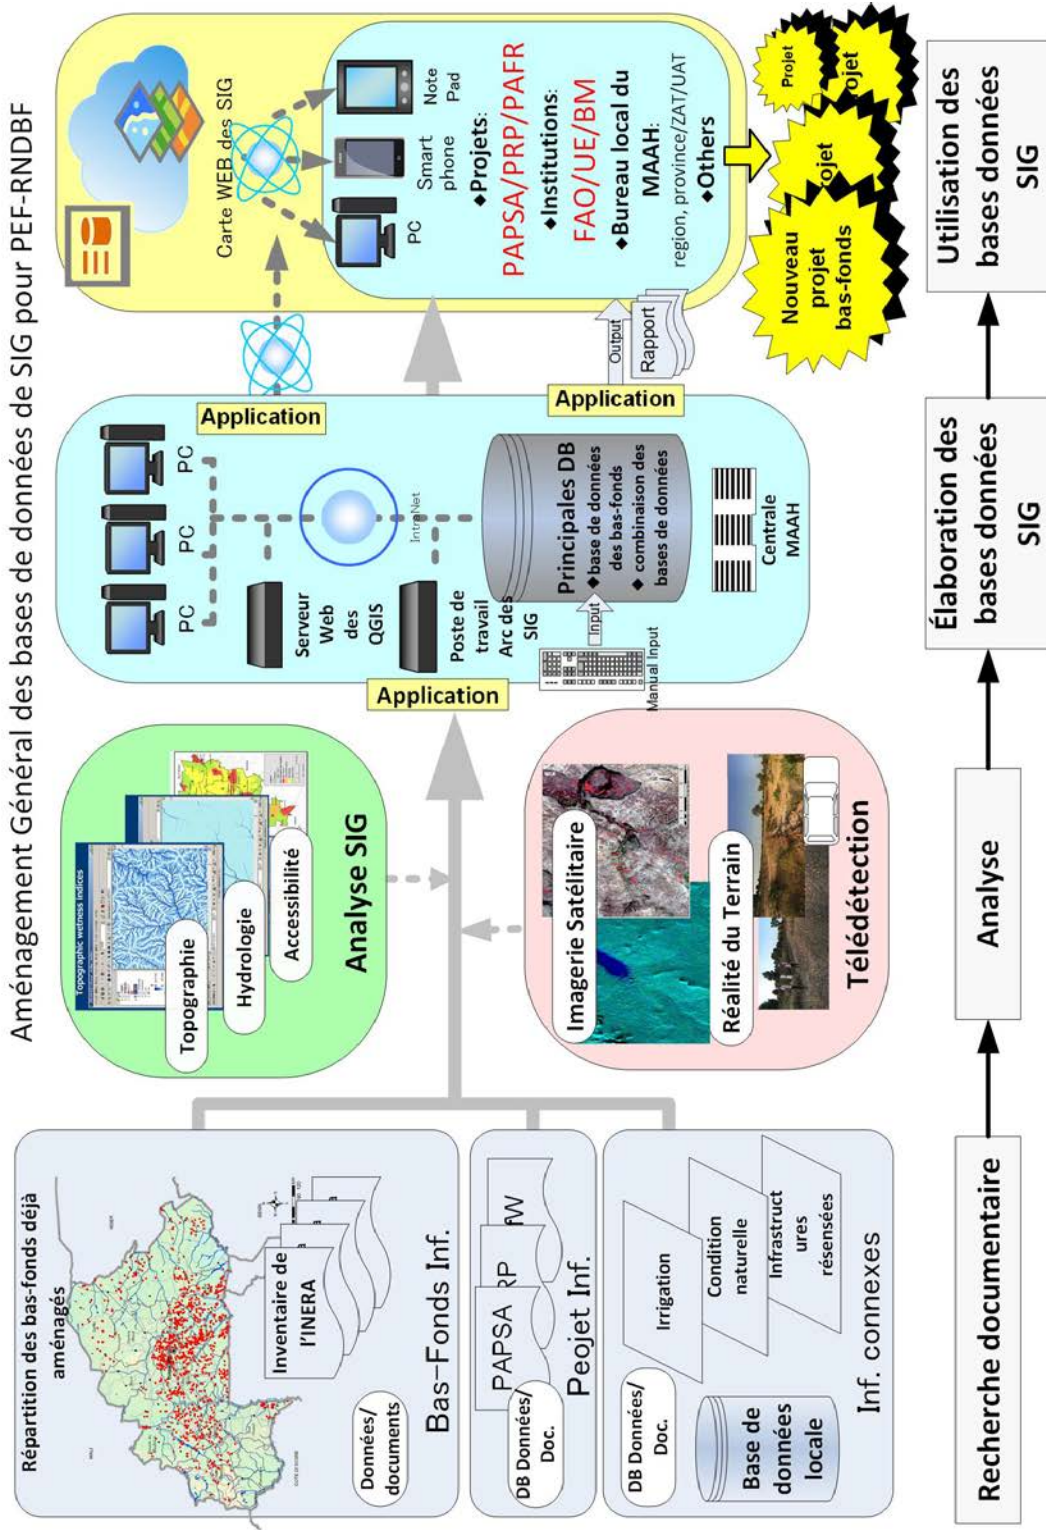 Aménagement Général des bases de données de SIG pour PEF-RNDBF
Répartition des bas-fonds déjà
aménagés
Inventaire de
l'INERA
Données/
documents
Bas-Fonds Inf.
PAPSA
RP
fW
DB Données/
Doc.
Peojet Inf.
Irrigation
Condition
naturelle
Infrastruct
ures
résensées
DB Données/
Doc.
Base de
données
locale
Inf. connexes
Topographic wetness indices
Topographie
Hydrologie
Accessibilité
Analyse SIG
Imagerie Satélitaire
Réalité du Terrain
Télédétection
PC
PC
PC
Serveur
Web
des
QGIS
IntraNet
Poste de
travail
Arc des
SIG
Application
Application
Application
Manual Input
Input
Principales DB
◆base de données
des bas-fonds
◆ combinaison des
bases de données
Centrale
MAAH
Output
Rapport
Carte WEB des SIG
PC
Smart
phone
Note
Pad
◆Projets:
PAPSA/PRP/PAFR
◆Institutions:
FAO/UE/BM
◆Bureau local du
MAAH:
region, province/ZAT/UAT
◆Others
Nouveau
projet
bas-fonds
rojet
Projet
rojet
Recherche documentaire
Analyse
Élaboration des
bases données
SIG
Utilisation des
bases données
SIG